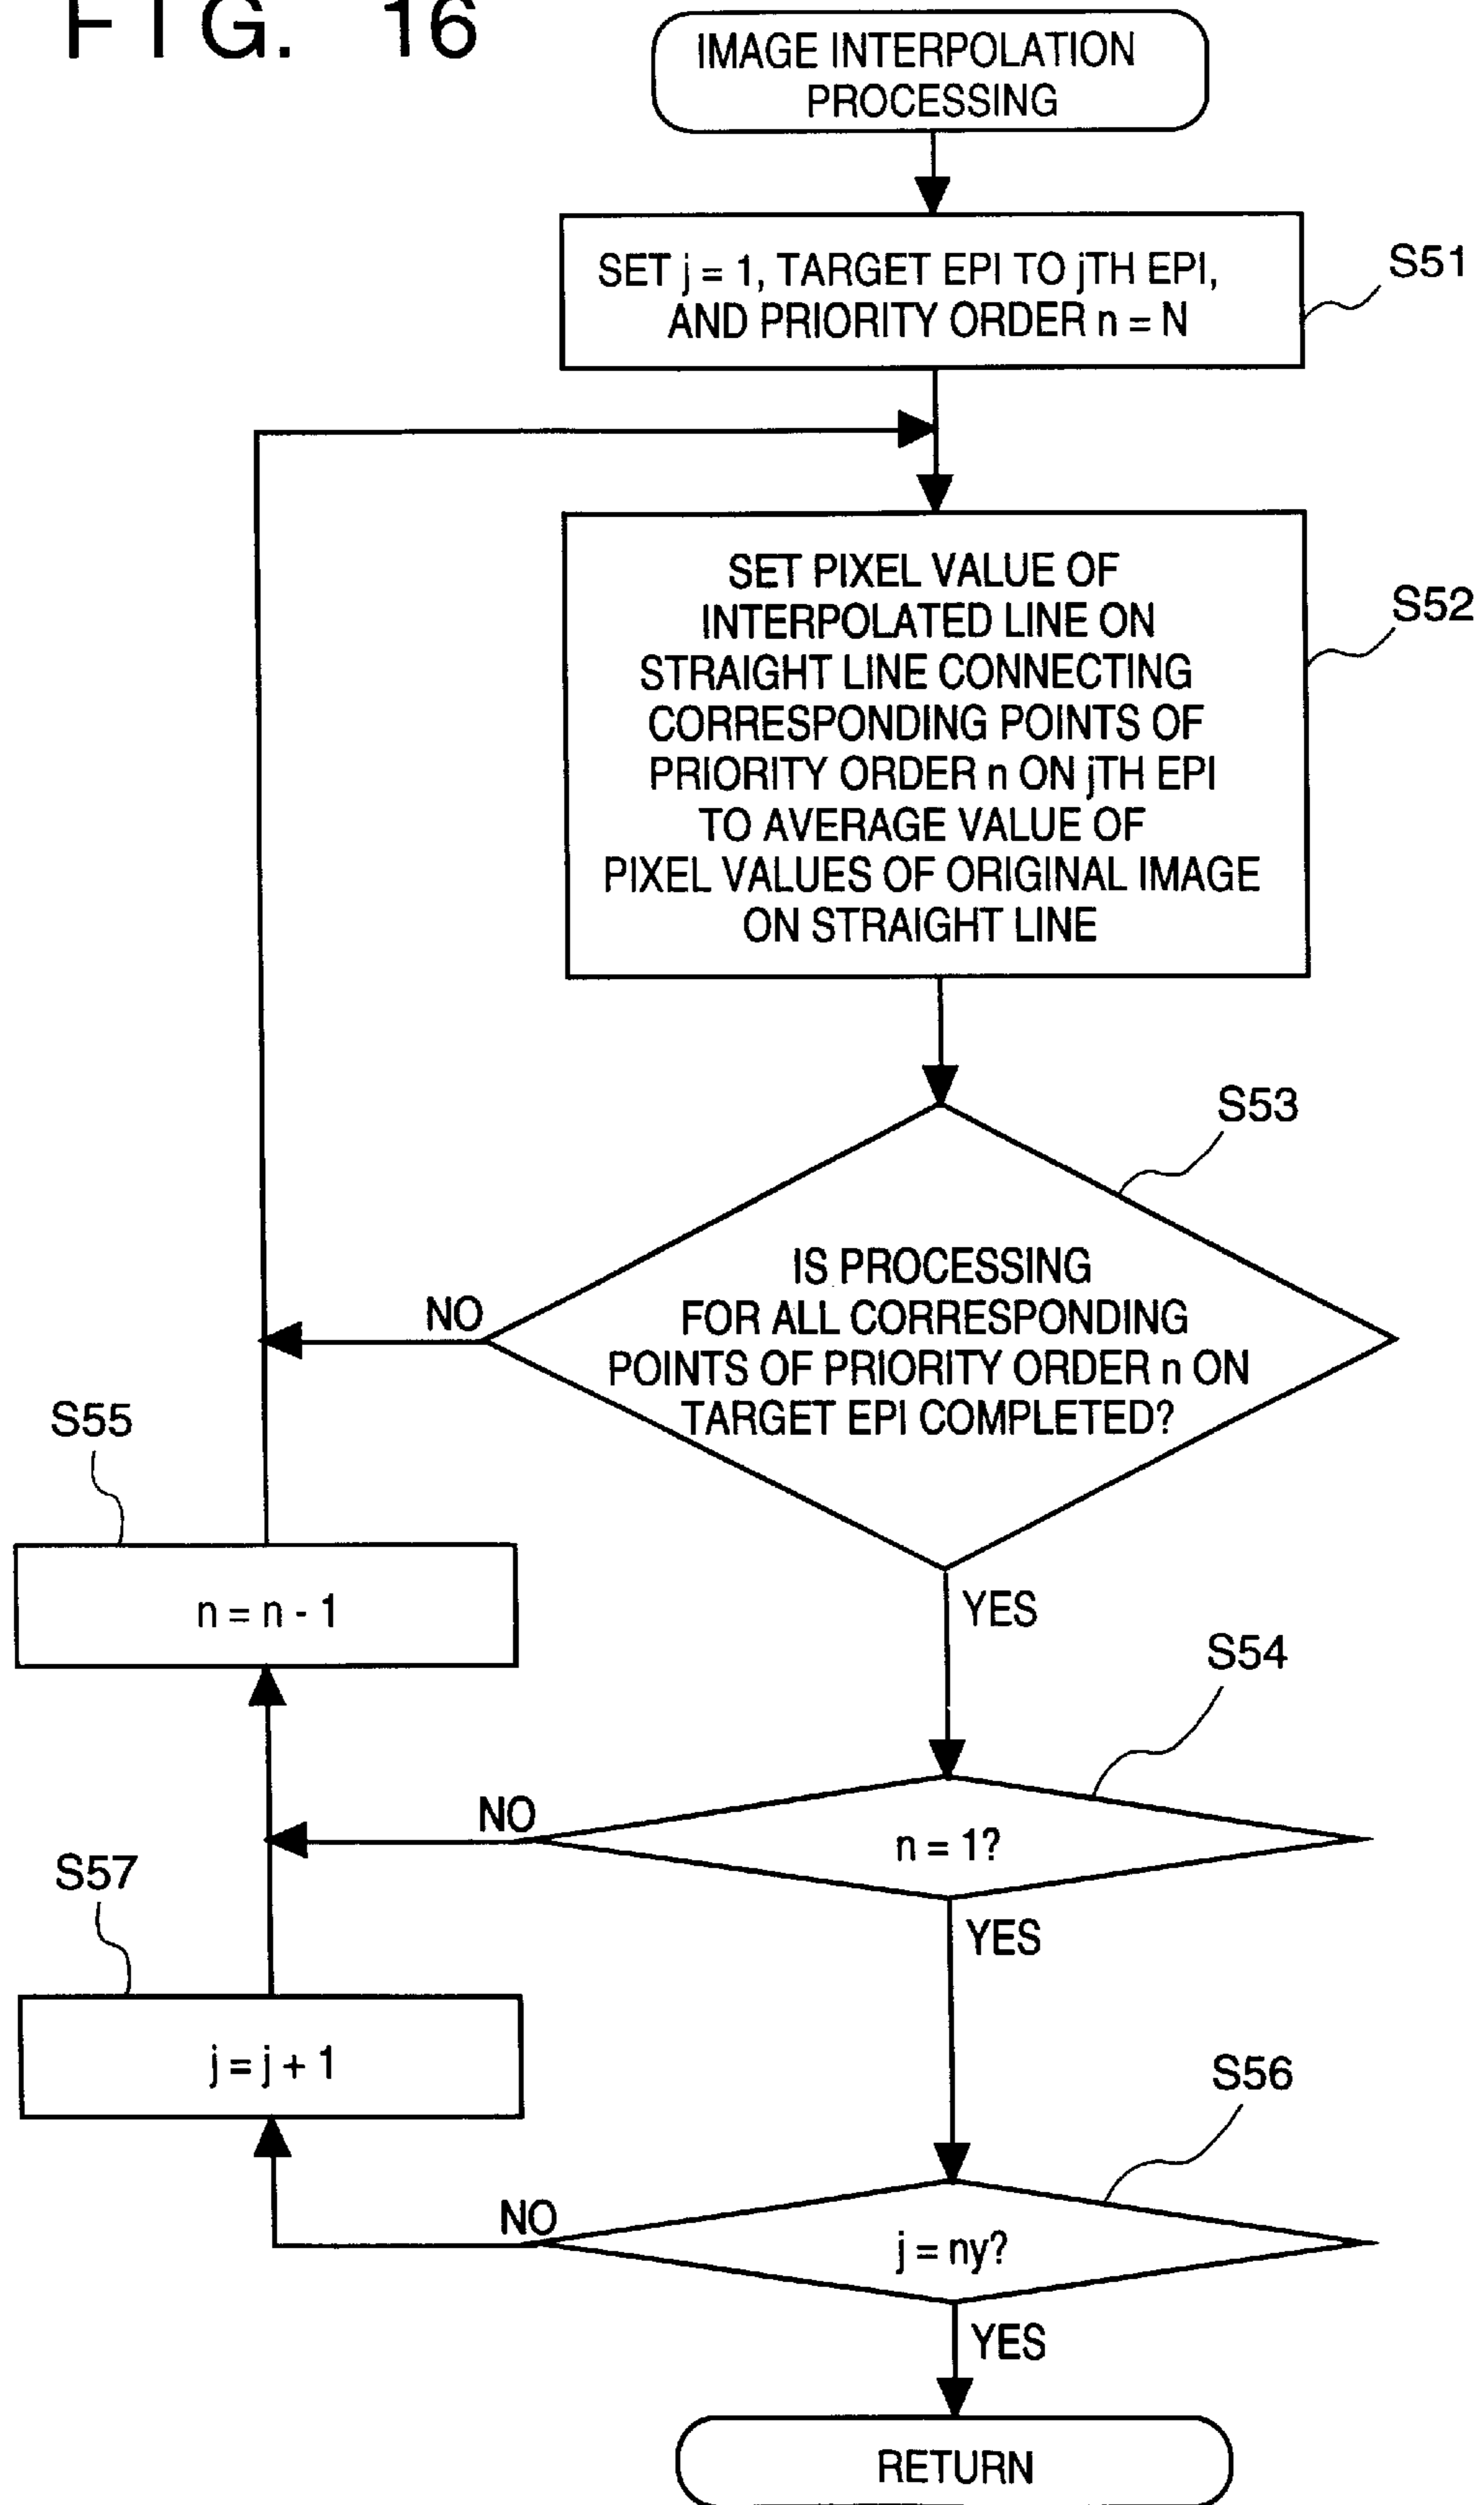 FIG. 16
IMAGE INTERPOLATION
PROCESSING
SET j = 1, TARGET EPI TO jTH EPI,
AND PRIORITY ORDER n = N
S51
SET PIXEL VALUE OF
INTERPOLATED LINE ON
STRAIGHT LINE CONNECTING
CORRESPONDING POINTS OF
PRIORITY ORDER n ON jTH EPI
TO AVERAGE VALUE OF
PIXEL VALUES OF ORIGINAL IMAGE
ON STRAIGHT LINE
S52
S53
IS PROCESSING
FOR ALL CORRESPONDING
POINTS OF PRIORITY ORDER n ON
TARGET EPI COMPLETED?
NO
S55
n = n - 1
YES
S54
n = 1?
NO
S57
YES
j = j + 1
S56
j = ny?
NO
YES
RETURN